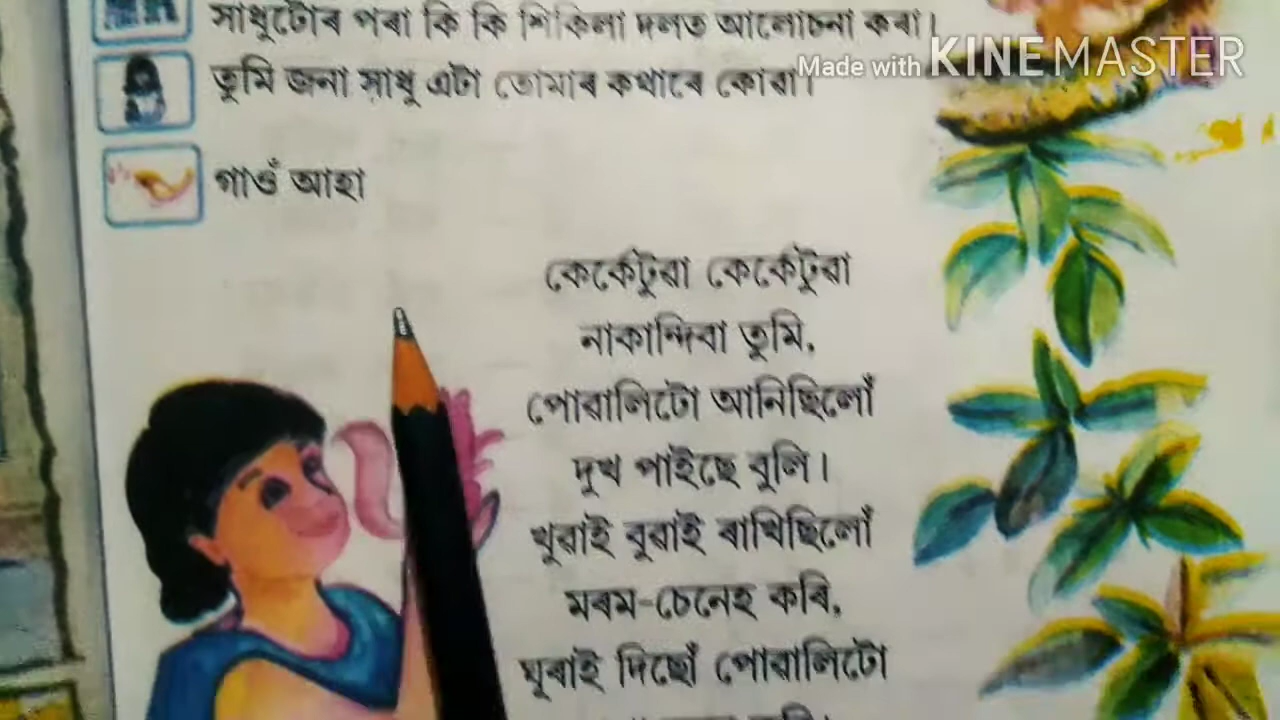 সাধুটোৰ পৰা কি কি শিকিলা দলত আলোচনা কৰা।
Made with KINEMASTER
তুমি জনা সাধু এটা তোমাৰ কথাৰে কোৱা।
গাওঁ আহা
কেৰ্কেটুৱা কেৰ্কেটুৱা
নাকান্দিবা তুমি,
পোৱালিটো আনিছিলোঁ
দুখ পাইছে বুলি।
খুৱাই বুৱাই ৰাখিছিলোঁ
মৰম-চেনেহ কৰি,
ঘূৰাই দিছোঁ পোৱালিটো